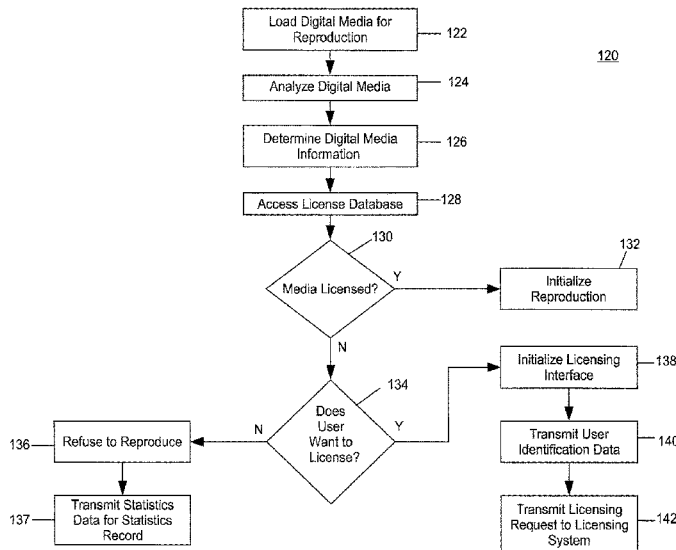 Load Digital Media for
Reproduction
122
120
Analyze Digital Media
124
Determine Digital Media
Information
126
Access License Database
128
130
Media Licensed?
Y
132
Initialize
Reproduction
N
134
Does
User
Want to
License?
N
Y
136
Refuse to Reproduce
137
Transmit Statistics
Data for Statistics
Record
Initialize Licensing
Interface
138
Transmit User
Identification Data
140
Transmit Licensing
Request to Licensing
System
142